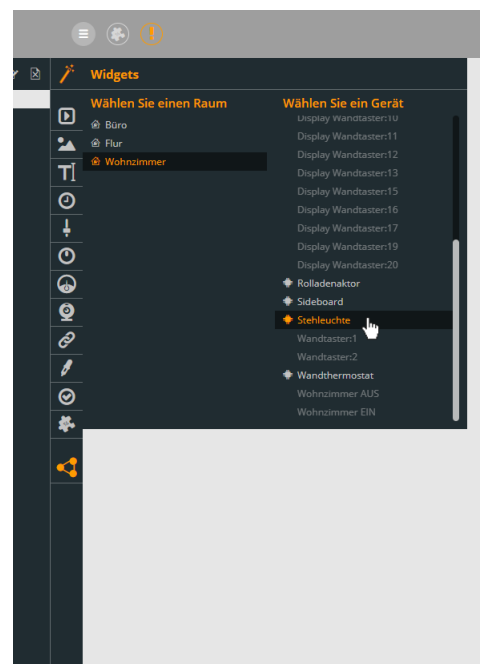 Widgets
Wählen Sie einen Raum
Büro
Flur
Wohnzimmer
Wählen Sie ein Gerät
Display Wandtaster:10
Display Wandtaster:11
Display Wandtaster:12
Display Wandtaster:13
Display Wandtaster:15
Display Wandtaster:16
Display Wandtaster:17
Display Wandtaster:19
Display Wandtaster:20
Rolladenaktor
Sideboard
Stehleuchte
Wandtaster:1
Wandtaster:2
Wandthermostat
Wohnzimmer AUS
Wohnzimmer EIN